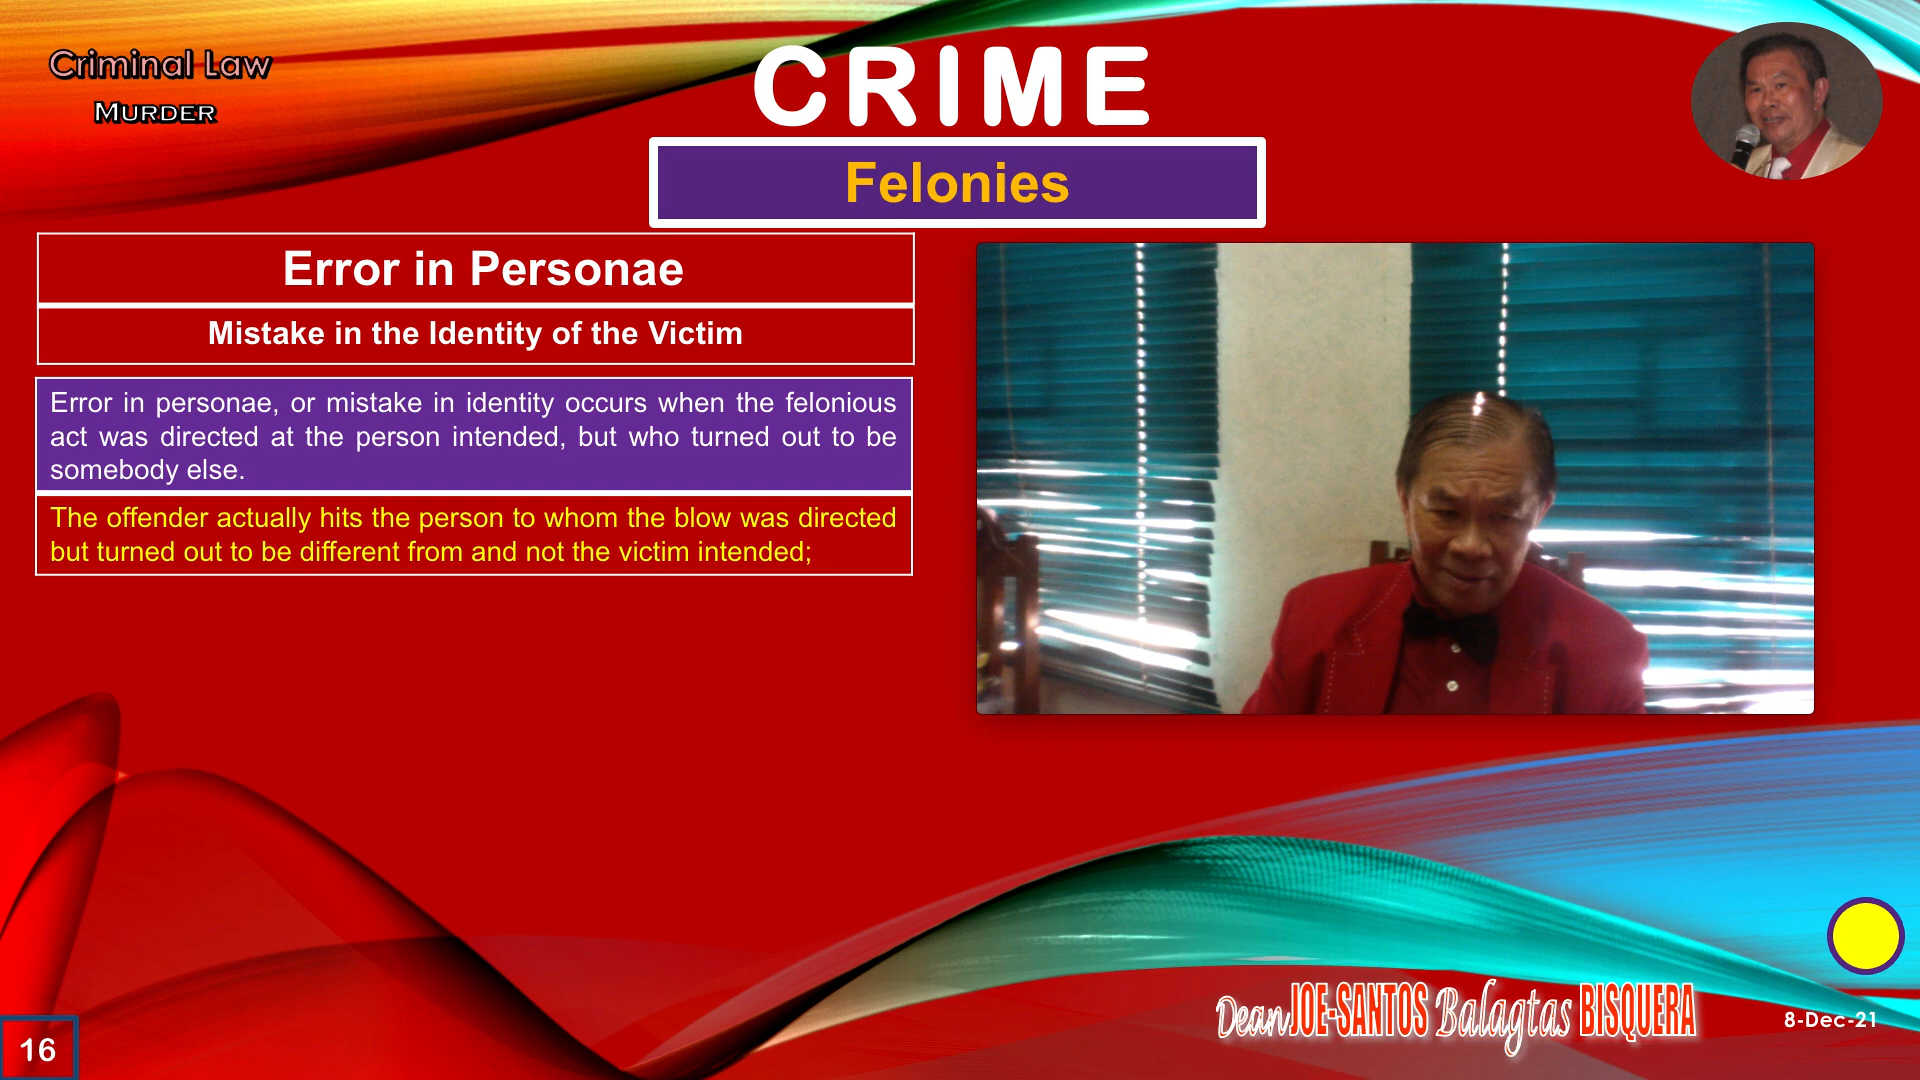 Criminal Law
MURDER
CRIME
Felonies
Error in Personae
Mistake in the Identity of the Victim
Error in personae, or mistake in identity occurs when the felonious
act was directed at the person intended, but who turned out to be
somebody else.
The offender actually hits the person to whom the blow was directed
but turned out to be different from and not the victim intended;
Dean JOE-SANTOS Balagtas BISQUERA
8-Dec-21
16